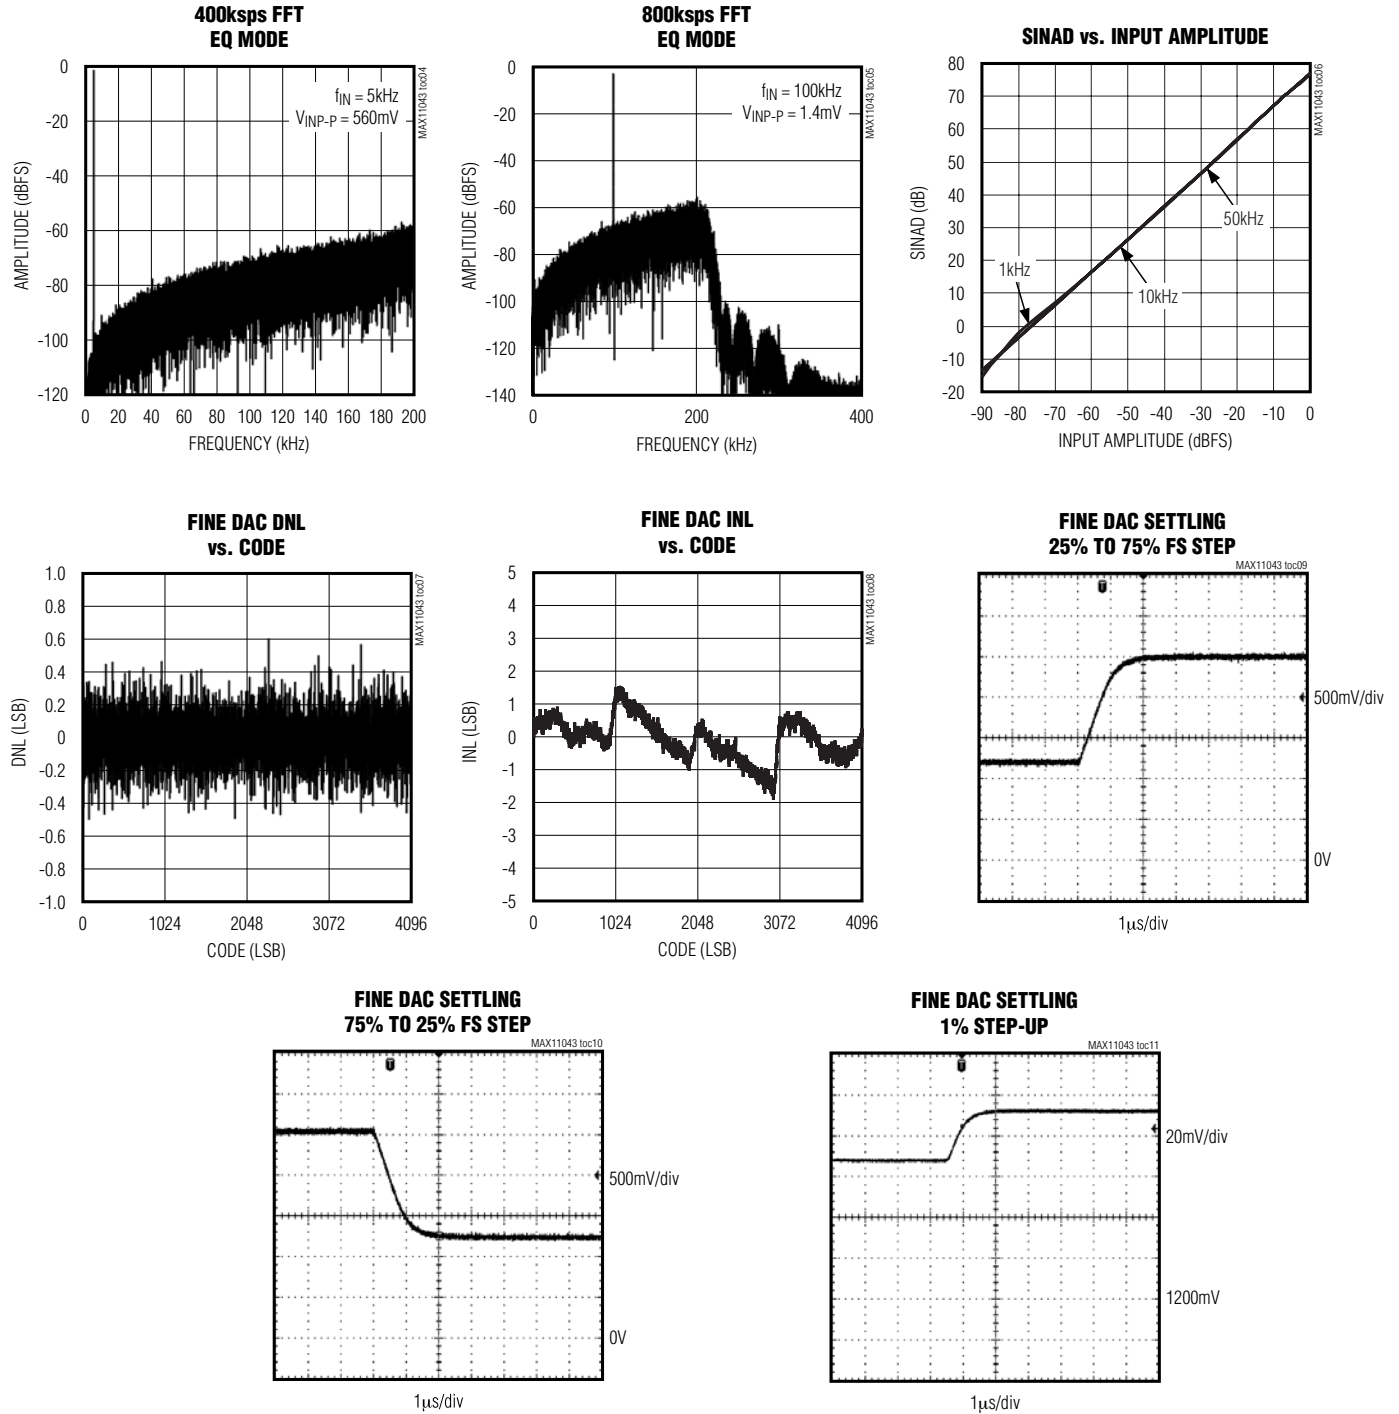 400ksps FFT
EQ MODE
0
-20
-40
-60
-80
-100
-120
AMPLITUDE (dBFS)
fIN = 5kHz
VINP-P = 560mV
MAX11043 toc04
0 20 40 60 80 100 120 140 160 180 200
FREQUENCY (kHz)
800ksps FFT
EQ MODE
0
-20
-40
-60
-80
-100
-120
-140
AMPLITUDE (dBFS)
fIN = 100kHz
VINP-P = 1.4mV
MAX11043 toc05
0 200 400
FREQUENCY (kHz)
SINAD vs. INPUT AMPLITUDE
80
70
60
50
40
30
20
10
0
-10
-20
SINAD (dB)
1kHz
10kHz
50kHz
MAX11043 toc06
-90 -80 -70 -60 -50 -40 -30 -20 -10 0
INPUT AMPLITUDE (dBFS)
FINE DAC DNL
vs. CODE
1.0
0.8
0.6
0.4
0.2
0
-0.2
-0.4
-0.6
-0.8
-1.0
DNL (LSB)
MAX11043 toc07
0 1024 2048 3072 4096
CODE (LSB)
FINE DAC INL
vs. CODE
5
4
3
2
1
0
-1
-2
-3
-4
-5
INL (LSB)
MAX11043 toc08
0 1024 2048 3072 4096
CODE (LSB)
FINE DAC SETTLING
25% TO 75% FS STEP
MAX11043 toc09
500mV/div
0V
1µs/div
FINE DAC SETTLING
75% TO 25% FS STEP
MAX11043 toc10
500mV/div
0V
1µs/div
FINE DAC SETTLING
1% STEP-UP
MAX11043 toc11
20mV/div
1200mV
1µs/div